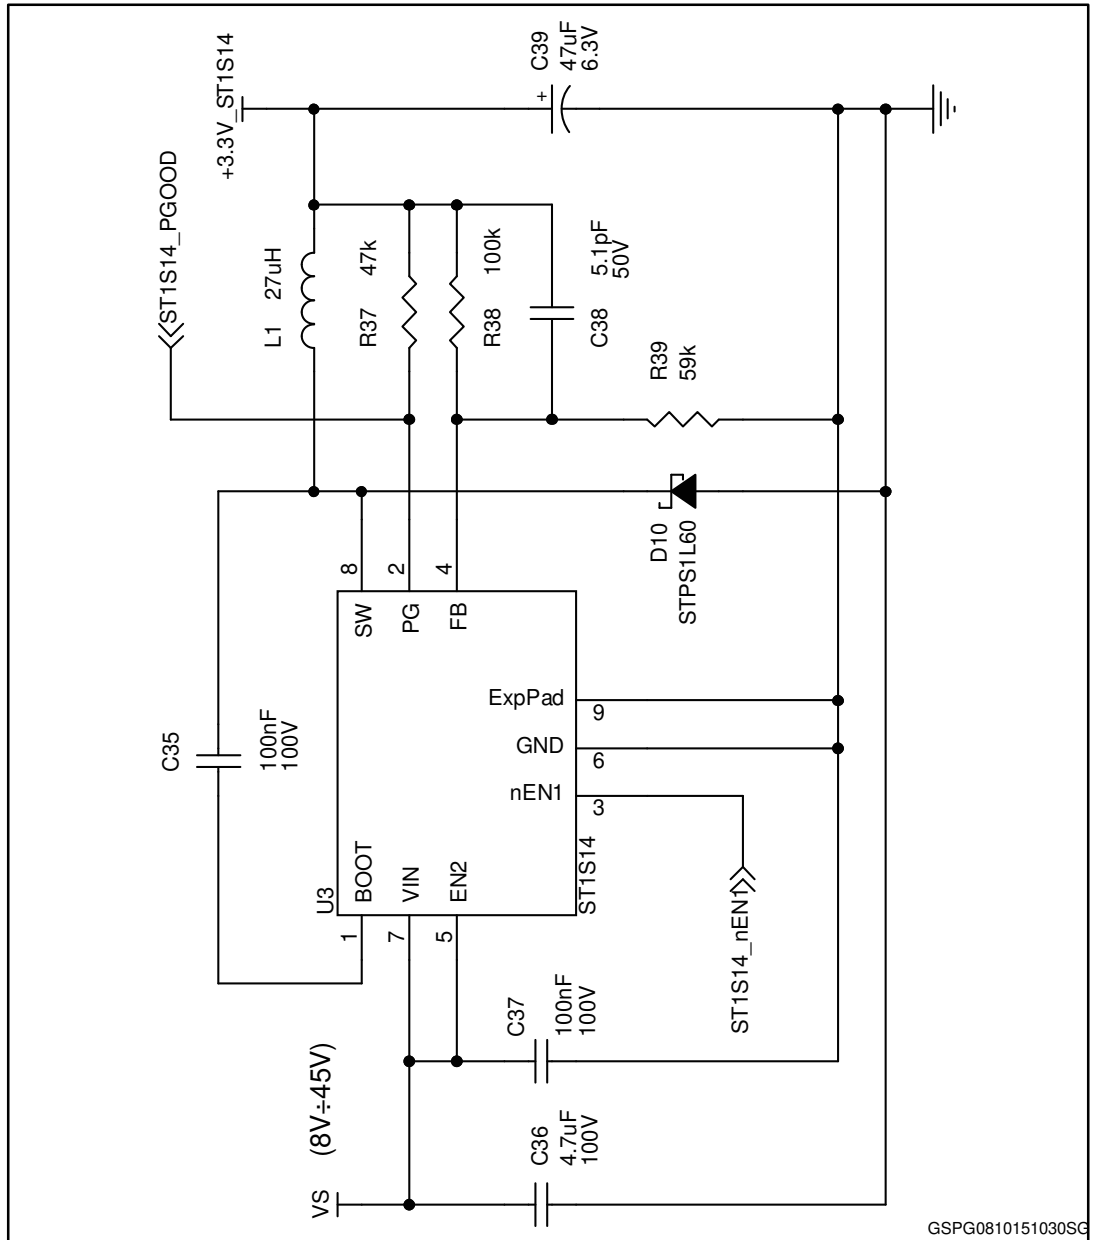 VS
(8V÷45V)
C36
4.7uF
100V
C37
100nF
100V
C35
100nF
100V
U3
BOOT
1
VIN
7
EN2
5
SW
8
PG
2
FB
4
ExpPad
9
GND
6
nEN1
3
ST1S14
ST1S14_nEN1
D10
STPS1L60
L1 27uH
R37 47k
R38 100k
C38
5.1pF
50V
R39
59k
ST1S14_PGOOD
+3.3V_ST1S14
+
C39
47uF
6.3V
GSPG0810151030SG